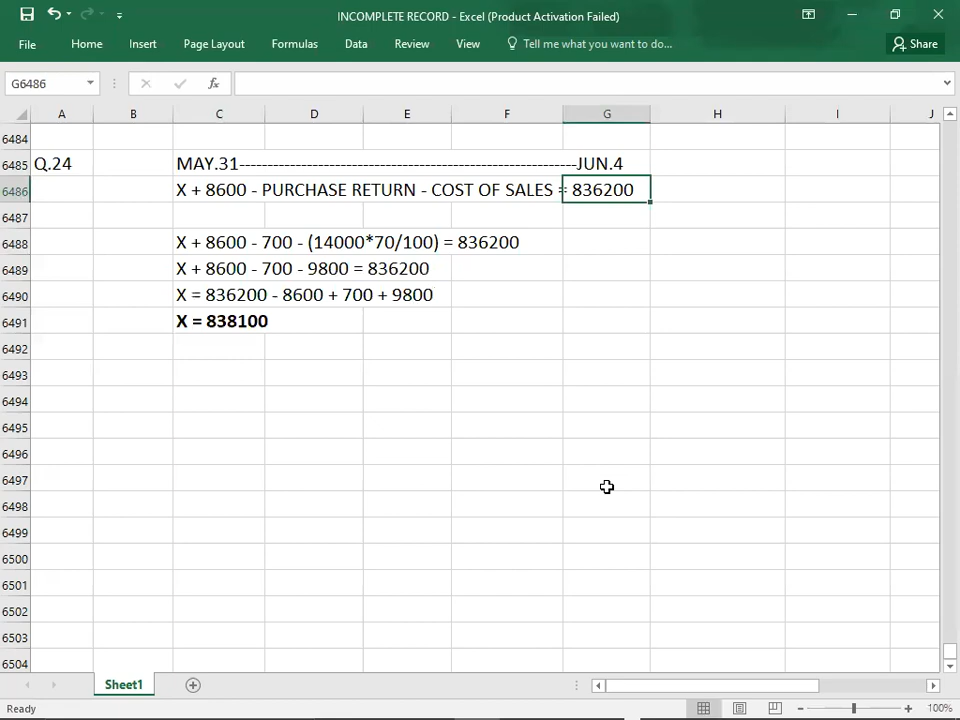 INCOMPLETE RECORD - Excel (Product Activation Failed)
File Home Insert Page Layout Formulas Data Review View Tell me what you want to do... Share
G6486 fx
A B C D E F G H I J
6484
6485 Q.24 MAY.31-------------------------------------------------------------JUN.4
6486 X + 8600 - PURCHASE RETURN - COST OF SALES = 836200
6487
6488 X + 8600 - 700 - (14000*70/100) = 836200
6489 X + 8600 - 700 - 9800 = 836200
6490 X = 836200 - 8600 + 700 + 9800
6491 X = 838100
6492
6493
6494
6495
6496
6497
6498
6499
6500
6501
6502
6503
6504
Sheet1
Ready 100%